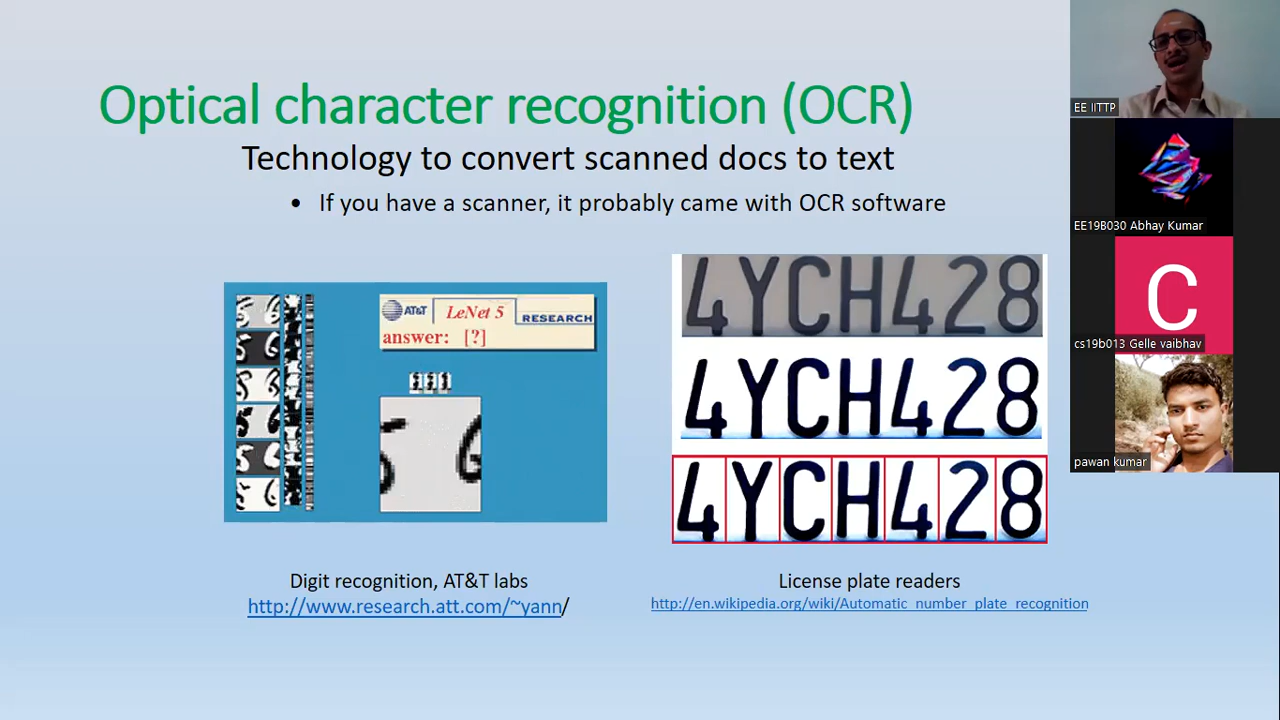 Optical character recognition (OCR)
Technology to convert scanned docs to text
• If you have a scanner, it probably came with OCR software
AT&T LeNet 5 RESEARCH
answer: [?]
4YCH428
4YCH428
4YCH428
Digit recognition, AT&T labs
http://www.research.att.com/~yann/
License plate readers
http://en.wikipedia.org/wiki/Automatic_number_plate_recognition
EE IITTP
EE19B030 Abhay Kumar
C
cs19b013 Gelle vaibhav
pawan kumar